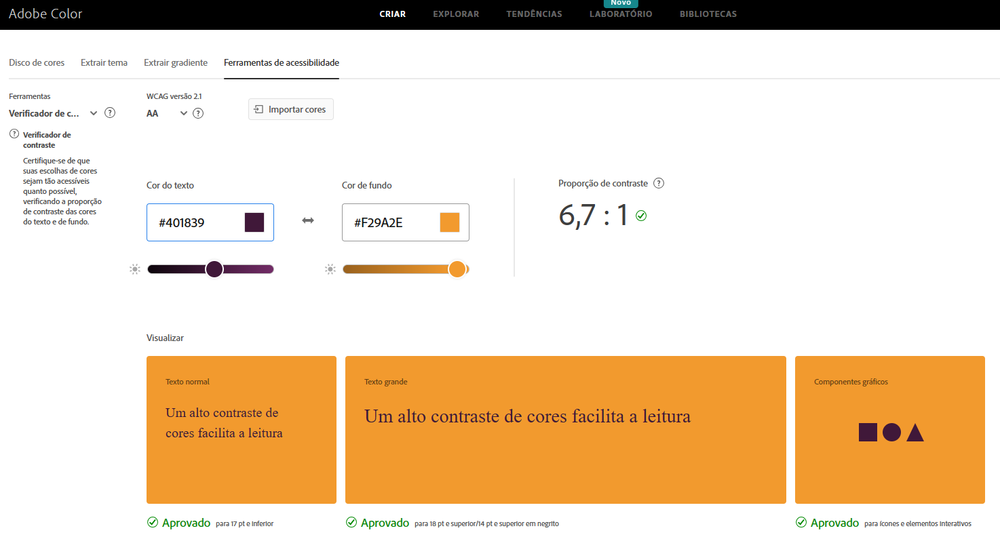 Adobe Color
CRIAR
EXPLORAR
TENDÊNCIAS
Novo
LABORATÓRIO
BIBLIOTECAS
Disco de cores
Extrair tema
Extrair gradiente
Ferramentas de acessibilidade
Ferramentas
Verificador de c...
WCAG versão 2.1
AA
Importar cores
Verificador de
contraste
Certifique-se de que
suas escolhas de cores
sejam tão acessíveis
quanto possível,
verificando a proporção
de contraste das cores
do texto e de fundo.
Cor do texto
#401839
Cor de fundo
#F29A2E
Proporção de contraste
6,7 : 1
Visualizar
Texto normal
Um alto contraste de
cores facilita a leitura
Texto grande
Um alto contraste de cores facilita a leitura
Componentes gráficos
Aprovado para 17 pt e inferior
Aprovado para 18 pt e superior/14 pt e superior em negrito
Aprovado para ícones e elementos interativos